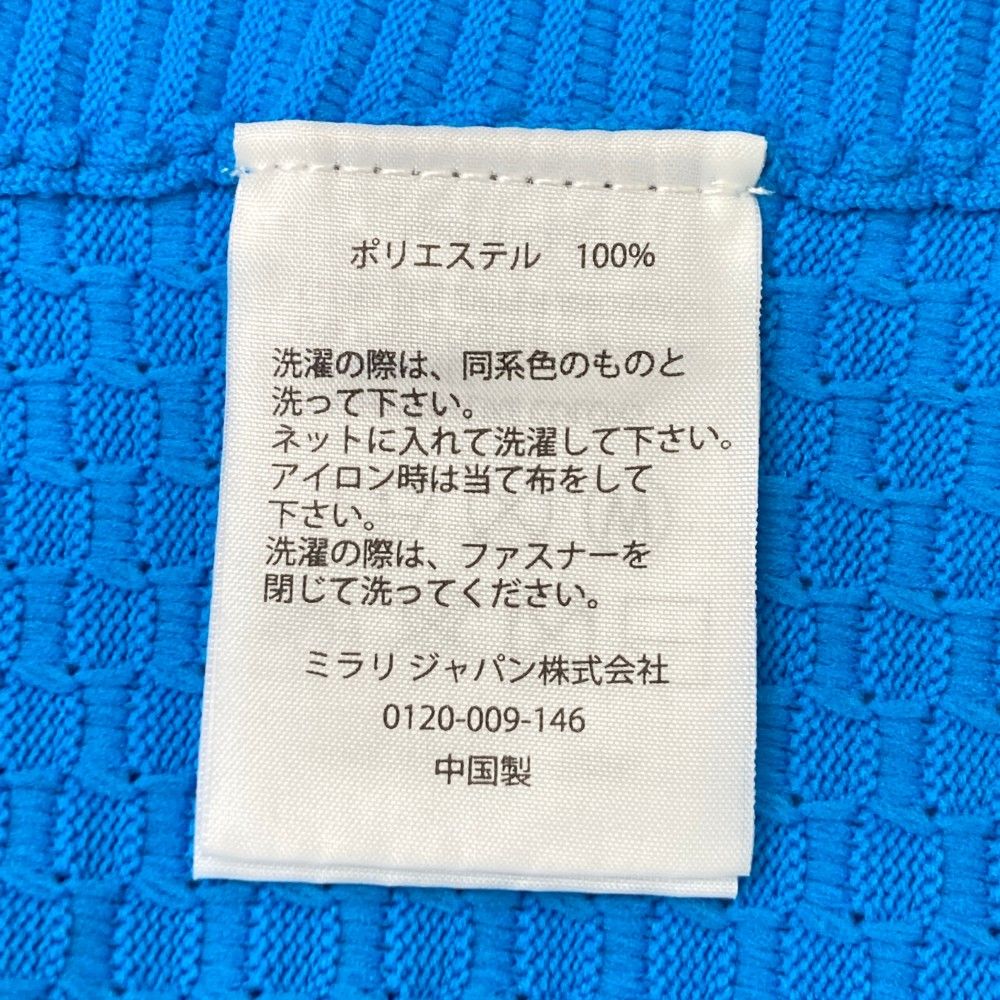 ポリエステル　100%
洗濯の際は、同系色のものと
洗って下さい。
ネットに入れて洗濯して下さい。
アイロン時は当て布をして
下さい。
洗濯の際は、ファスナーを
閉じて洗ってください。
ミラリ ジャパン株式会社
0120-009-146
中国製